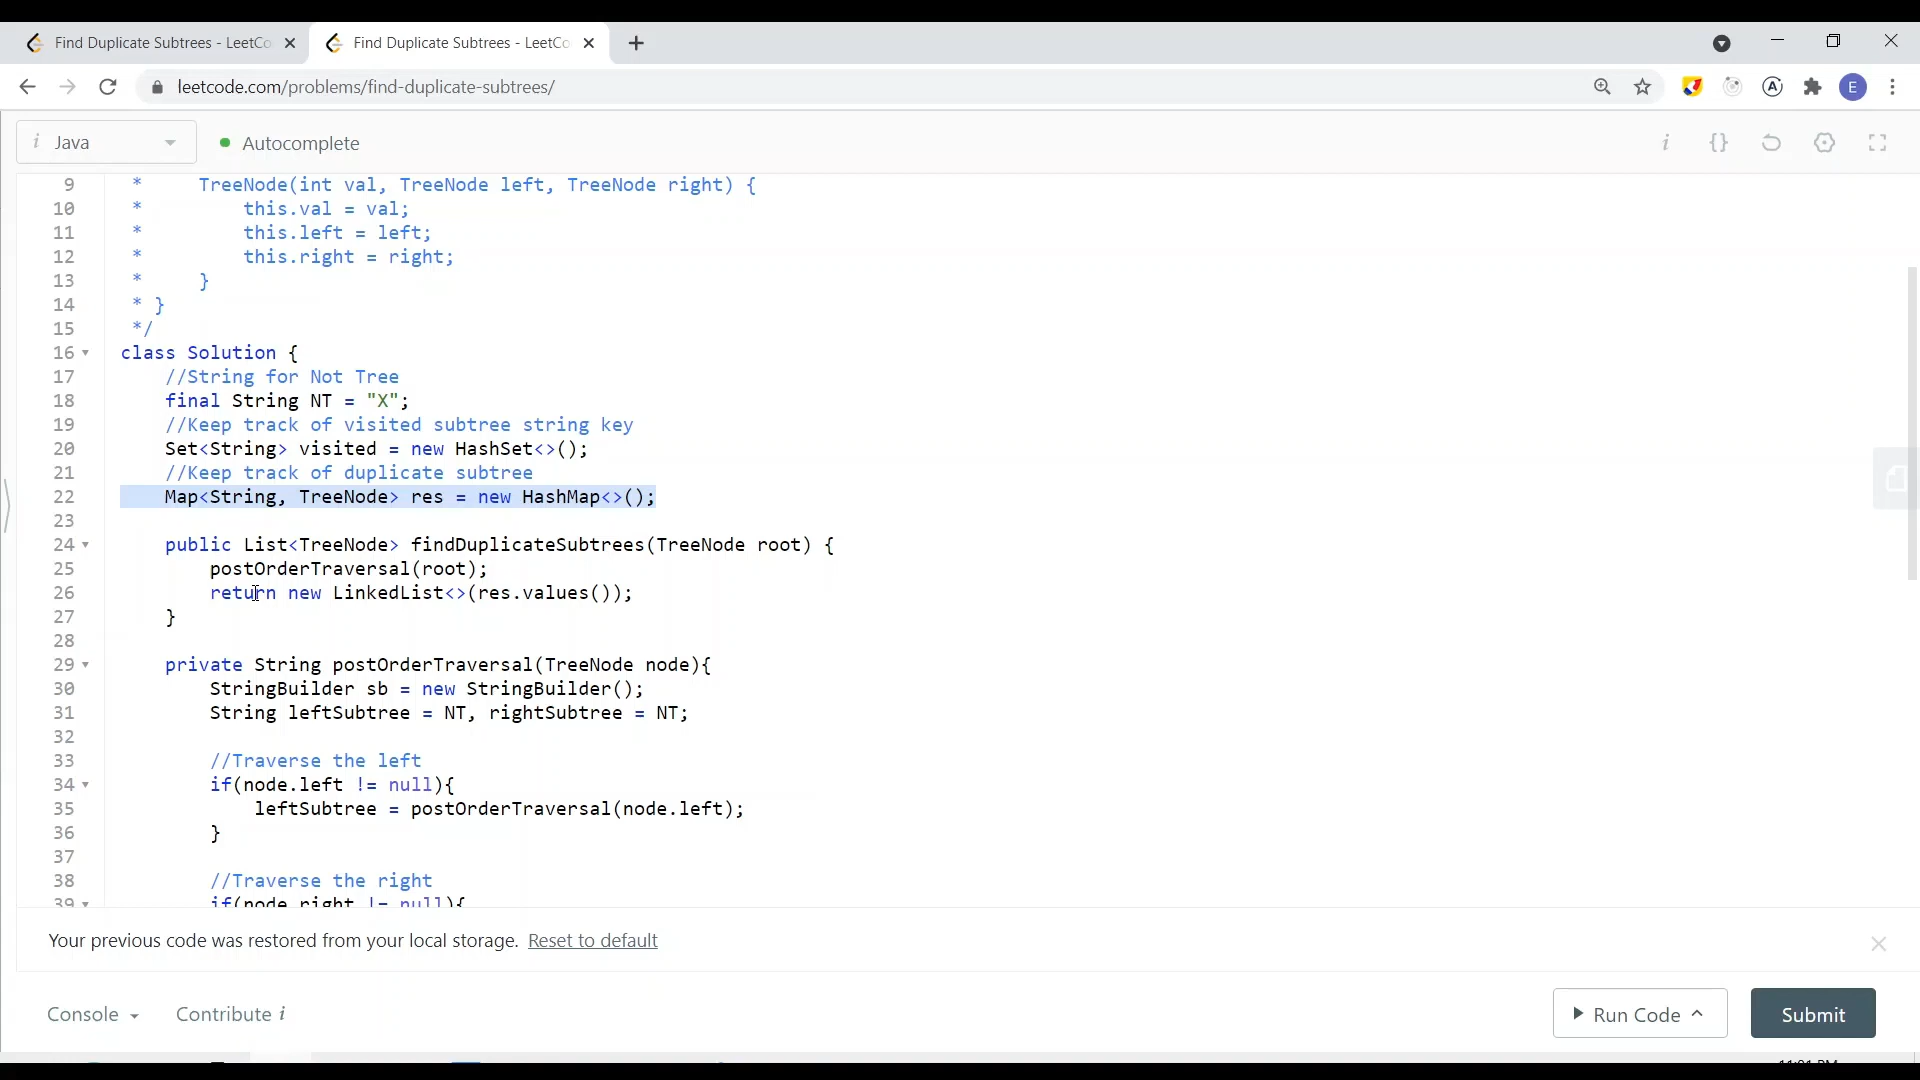 Find Duplicate Subtrees - LeetCo
Find Duplicate Subtrees - LeetCo
leetcode.com/problems/find-duplicate-subtrees/
E
i Java
Autocomplete
i {}
9 * TreeNode(int val, TreeNode left, TreeNode right) {
10 * this.val = val;
11 * this.left = left;
12 * this.right = right;
13 * }
14 * }
15 */
16 class Solution {
17 //String for Not Tree
18 final String NT = "X";
19 //Keep track of visited subtree string key
20 Set<String> visited = new HashSet<>();
21 //Keep track of duplicate subtree
22 Map<String, TreeNode> res = new HashMap<>();
23
24 public List<TreeNode> findDuplicateSubtrees(TreeNode root) {
25 postOrderTraversal(root);
26 return new LinkedList<>(res.values());
27 }
28
29 private String postOrderTraversal(TreeNode node){
30 StringBuilder sb = new StringBuilder();
31 String leftSubtree = NT, rightSubtree = NT;
32
33 //Traverse the left
34 if(node.left != null){
35 leftSubtree = postOrderTraversal(node.left);
36 }
37
38 //Traverse the right
39 if(node.right != null){
Your previous code was restored from your local storage. Reset to default
Console
Contribute i
Run Code
Submit